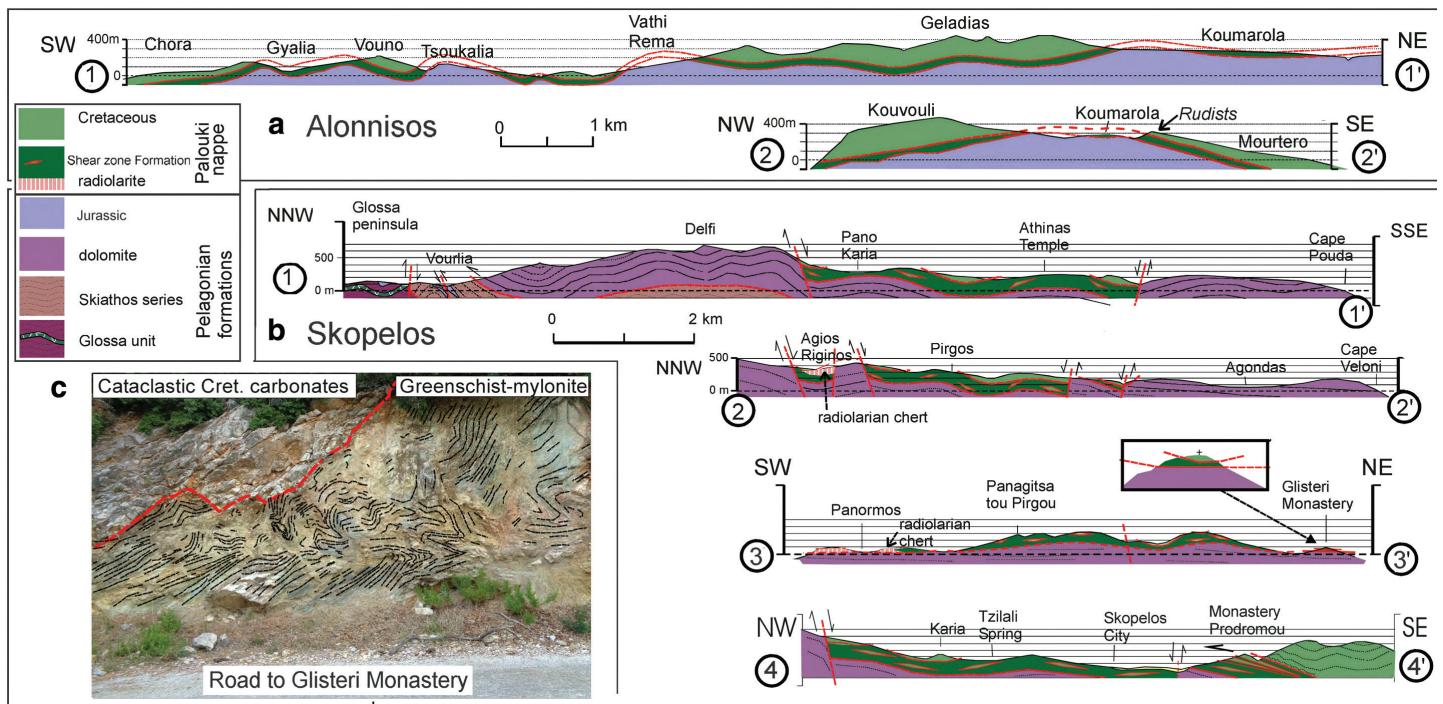 SW
400m
0
1
Chora
Gyalia
Vouno
Tsoukalia
Vathi
Rema
Geladias
Koumarola
NE
1'
a Alonnisos
0 1 km
NW
400m
0
2
Kouvouli
Koumarola
Rudists
Mourtero
SE
2'
Cretaceous
Shear zone Formation
radiolarite
Palouki
nappe
Jurassic
dolomite
Skiathos series
Glossa unit
Pelagonian
formations
NNW
500
0 m
1
Glossa
peninsula
Vourlia
Delfi
Pano
Karia
Athinas
Temple
Cape
Pouda
SSE
1'
0 2 km
b Skopelos
NNW
500
0 m
2
Agios
Riginos
radiolarian chert
Pirgos
Agondas
Cape
Veloni
2'
SW
3
Panormos
radiolarian
chert
Panagitsa
tou Pirgou
+
Glisteri
Monastery
NE
3'
NW
4
Karia
Tzilali
Spring
Skopelos
City
Monastery
Prodromou
SE
4'
c
Cataclastic Cret. carbonates
Greenschist-mylonite
Road to Glisteri Monastery